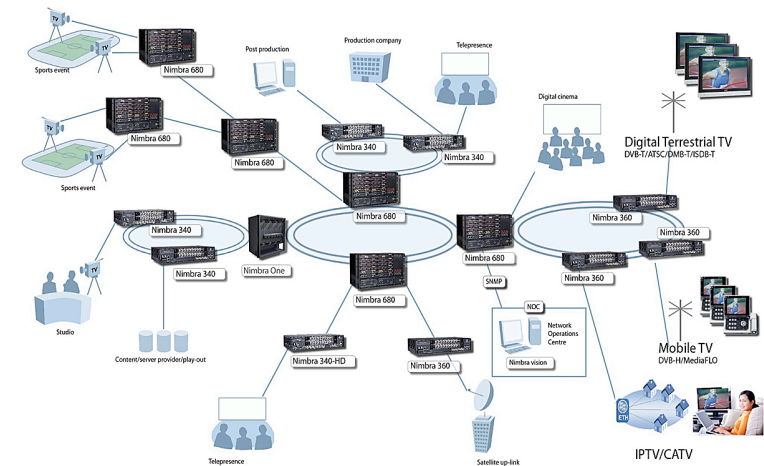 TV
Nimbra 680
TV
Sports event
Post production
Production company
Telepresence
Digital cinema
Digital Terrestrial TV
DVB-T/ATSC/DMB-T/ISDB-T
TV
Nimbra 680
TV
Sports event
Nimbra 680
Nimbra 340
Nimbra 340
Nimbra 680
Nimbra 360
Nimbra 340
Nimbra 360
Nimbra 680
Nimbra 340
Nimbra One
Nimbra 360
TV
Studio
Nimbra 680
SNMP
NOC
Network
Operations
Centre
Nimbra vision
Mobile TV
DVB-H/MediaFLO
Content/server provider/play-out
Nimbra 340-HD
Nimbra 360
ETH
IPTV/CATV
Telepresence
Satellite up-link